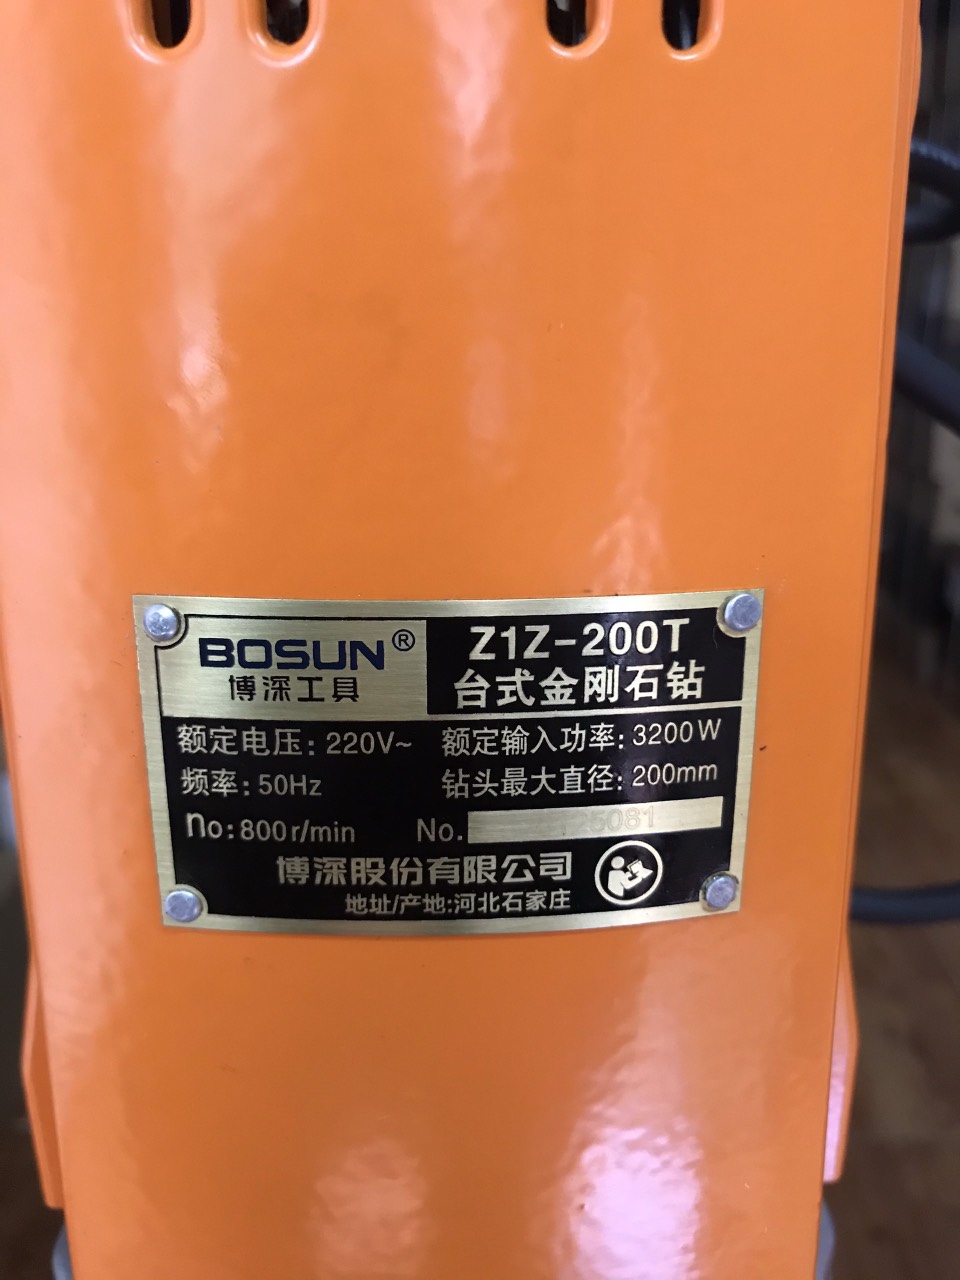 BOSUN®
博深工具
Z1Z-200T
台式金刚石钻
额定电压: 220V~ 额定输入功率: 3200W
频率: 50Hz 钻头最大直径: 200mm
no: 800r/min No.
博深股份有限公司
地址/产地:河北石家庄